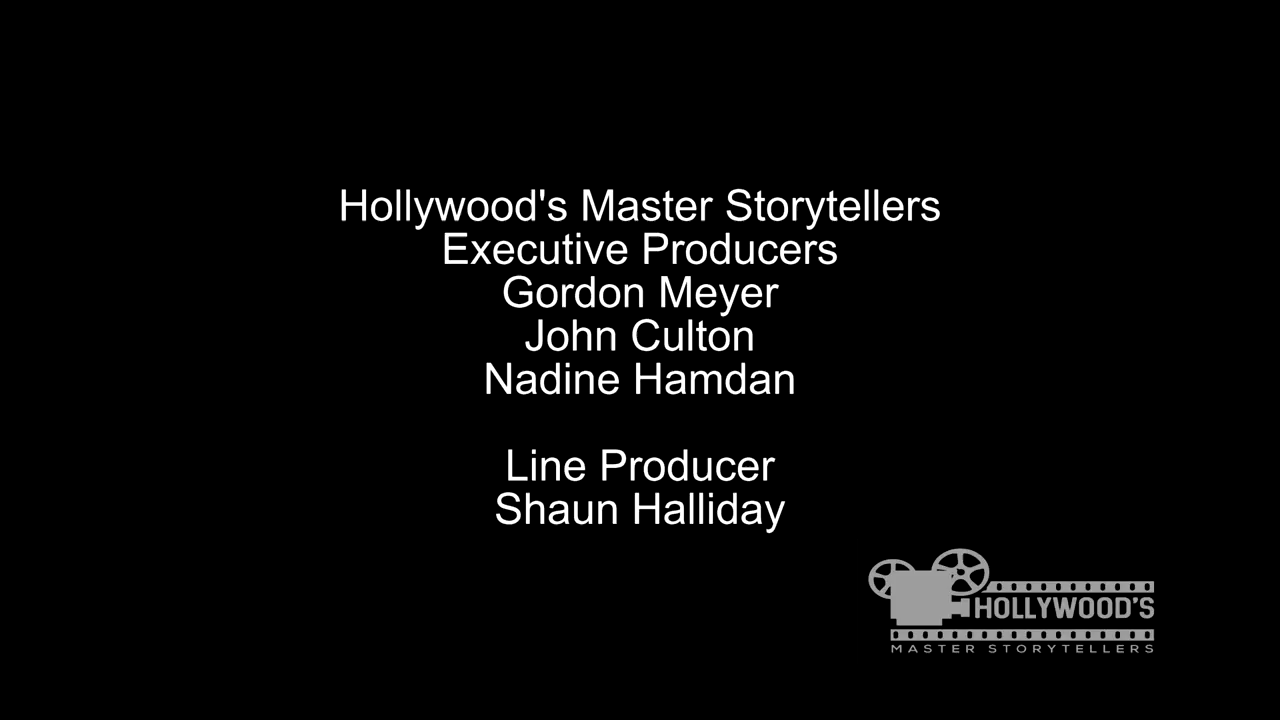 Hollywood's Master Storytellers
Executive Producers
Gordon Meyer
John Culton
Nadine Hamdan
Line Producer
Shaun Halliday
HOLLYWOOD'S
MASTER STORYTELLERS